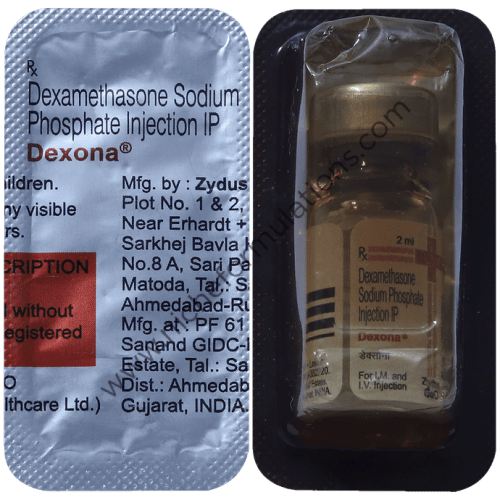 Rx
Dexamethasone Sodium
Phosphate Injection IP
Dexona®
ildren.
ny visible
rs.
CRIPTION
without
egistered
O
lthcare Ltd.)
Mfg. by : Zydus
Plot No. 1 & 2,
Near Erhardt +
Sarkhej Bavla
No.8 A, Sari Pa
Matoda, Tal.: Sa
Ahmedabad-Ru
Mfg. at : PF 61
Sanand GIDC-I
Estate, Tal.: Sa
Dist.: Ahmedab
Gujarat, INDIA.
2 ml
Rx
Dexamethasone
Sodium Phosphate
Injection IP
Dexona®
डेक्सोना
For I.M. and
I.V. Injection